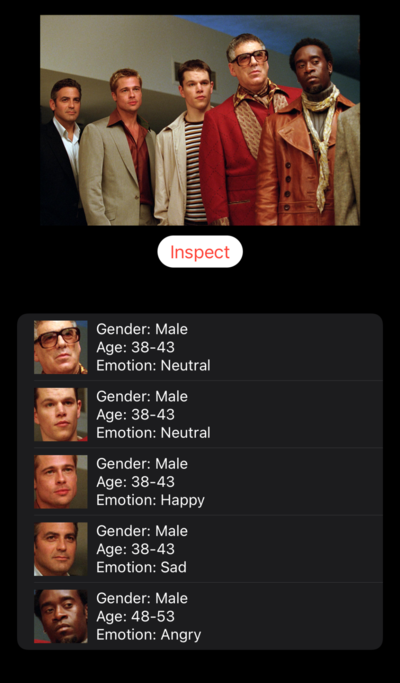 Inspect
Gender: Male
Age: 38-43
Emotion: Neutral
Gender: Male
Age: 38-43
Emotion: Neutral
Gender: Male
Age: 38-43
Emotion: Happy
Gender: Male
Age: 38-43
Emotion: Sad
Gender: Male
Age: 48-53
Emotion: Angry